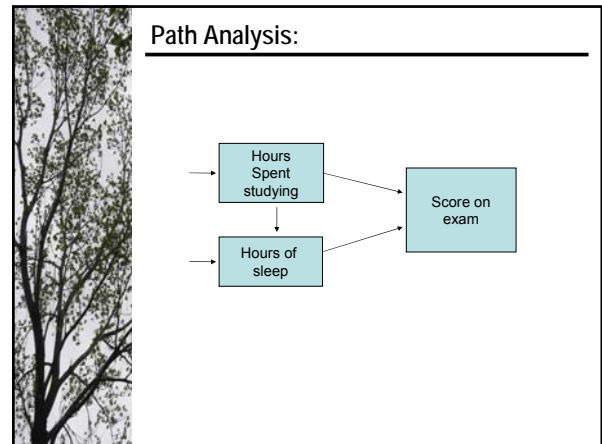 Path Analysis:
Hours
Spent
studying
Score on
exam
Hours of
sleep